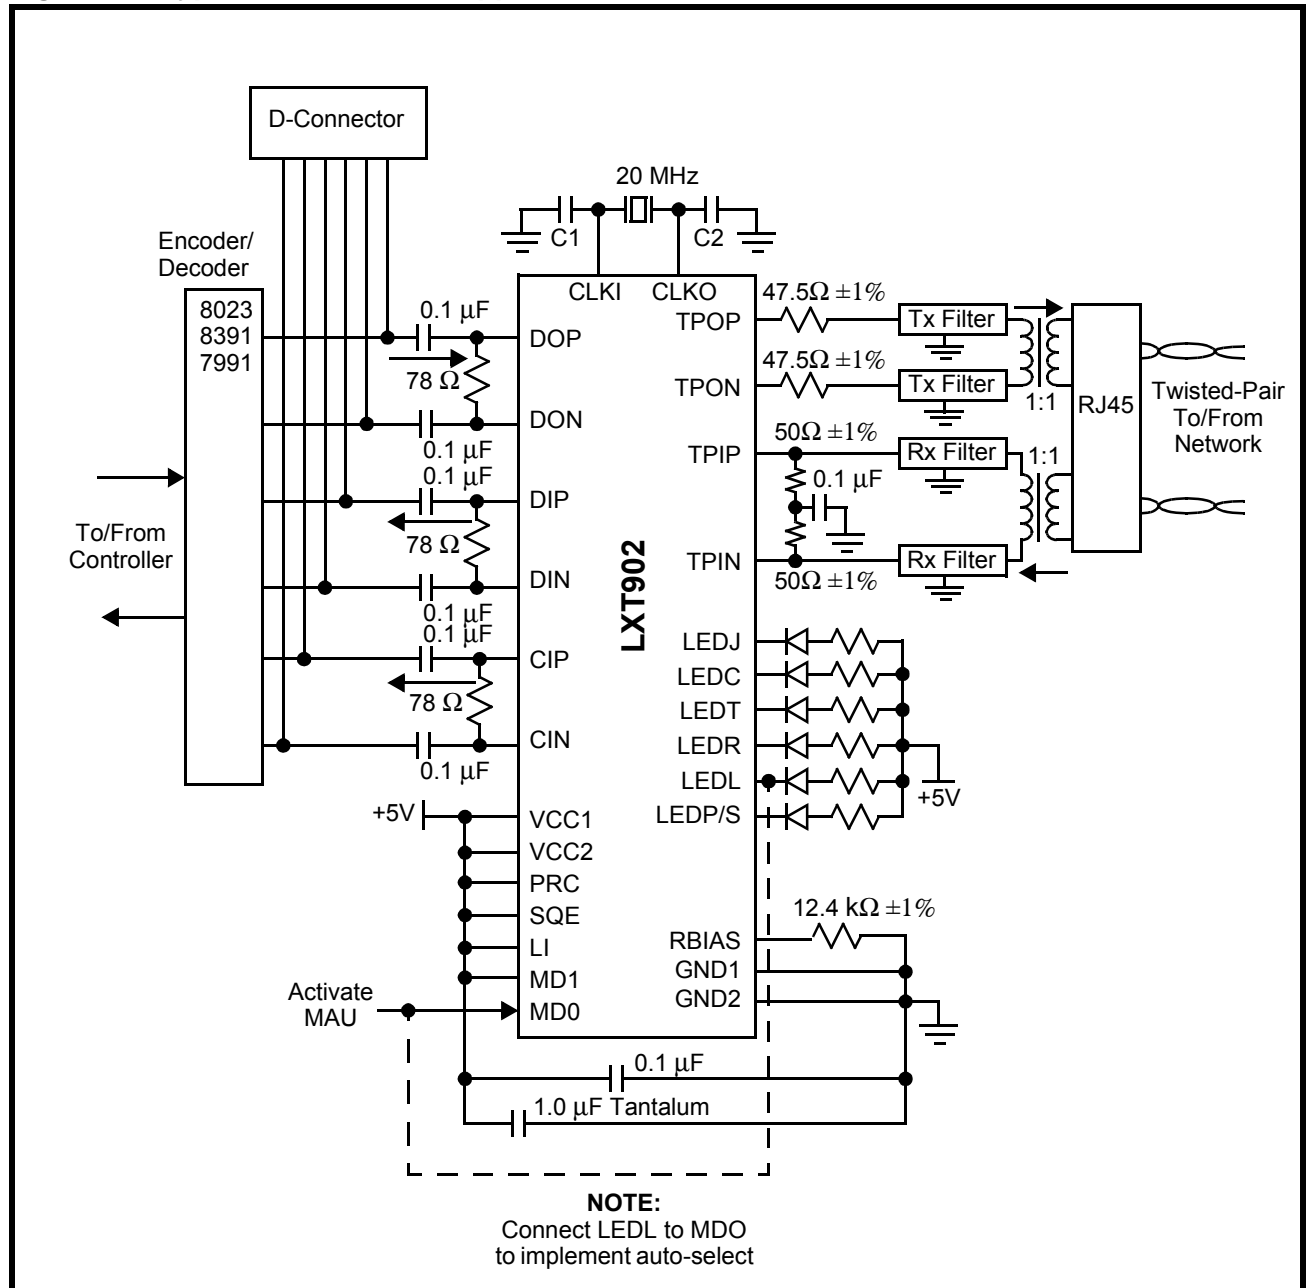 D-Connector
20 MHz
C1
C2
Encoder/
Decoder
8023
8391
7991
To/From
Controller
0.1 μF
78 Ω
0.1 μF
0.1 μF
78 Ω
0.1 μF
0.1 μF
78 Ω
0.1 μF
CLKI
CLKO
DOP
DON
DIP
DIN
CIP
CIN
+5V
VCC1
VCC2
PRC
SQE
LI
MD1
MD0
Activate
MAU
LXT902
TPOP
TPON
TPIP
TPIN
LEDJ
LEDC
LEDT
LEDR
LEDL
LEDP/S
RBIAS
GND1
GND2
47.5Ω ±1%
47.5Ω ±1%
50Ω ±1%
0.1 μF
50Ω ±1%
Tx Filter
Tx Filter
Rx Filter
Rx Filter
1:1
1:1
RJ45
Twisted-Pair
To/From
Network
+5V
12.4 kΩ ±1%
0.1 μF
1.0 μF Tantalum
NOTE:
Connect LEDL to MDO
to implement auto-select